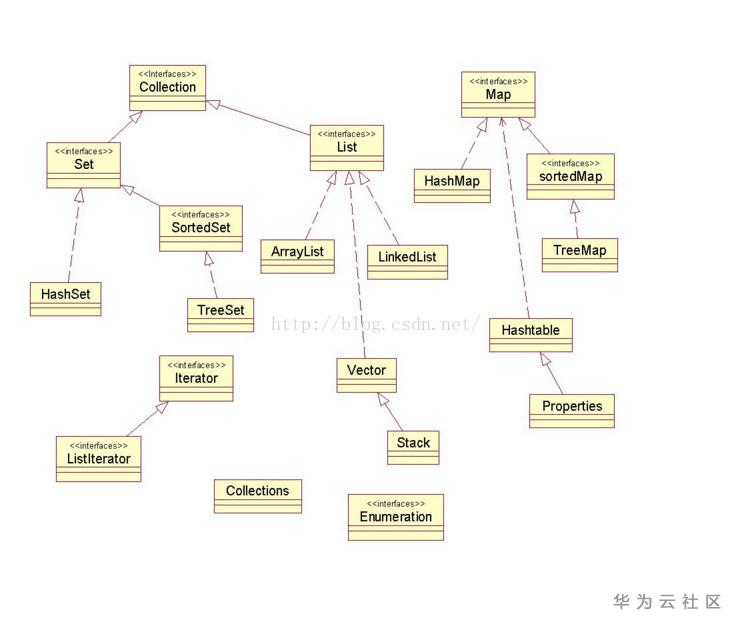 <<Interfaces>>
Collection
<<interfaces>>
Map
<<interfaces>>
List
<<interfaces>>
Set
<<interfaces>>
sortedMap
HashMap
<<interfaces>>
SortedSet
ArrayList
LinkedList
TreeMap
HashSet
TreeSet
http://blog.csdn.net/
Hashtable
<<interfaces>>
Iterator
Vector
Properties
<<interfaces>>
ListIterator
Stack
Collections
<<interfaces>>
Enumeration
华为云社区